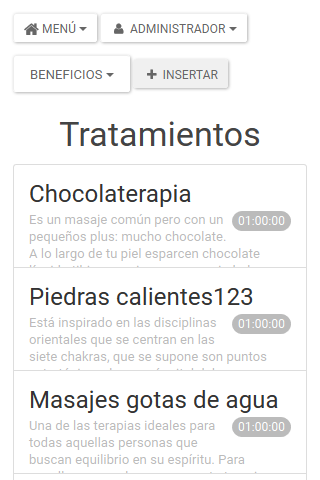 MENÚ ADMINISTRADOR
BENEFICIOS INSERTAR
Tratamientos
Chocolaterapia
Es un masaje común pero con un 01:00:00
pequeños plus: mucho chocolate.
A lo largo de tu piel esparcen chocolate
Piedras calientes123
Está inspirado en las disciplinas 01:00:00
orientales que se centran en las
siete chakras, que se supone son puntos
Masajes gotas de agua
Una de las terapias ideales para 01:00:00
todas aquellas personas que
buscan equilibrio en su espíritu. Para